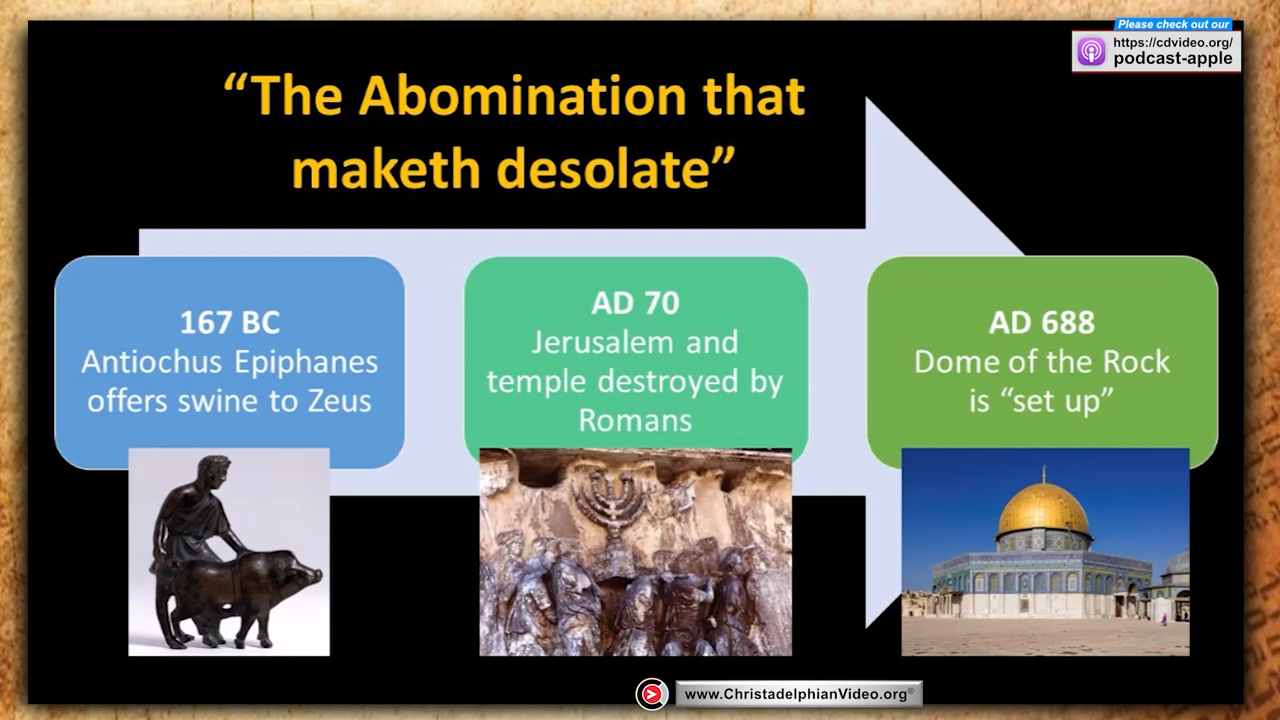 Please check out our
https://cdvideo.org/
podcast-apple
“The Abomination that
maketh desolate”
167 BC
Antiochus Epiphanes
offers swine to Zeus
AD 70
Jerusalem and
temple destroyed by
Romans
AD 688
Dome of the Rock
is “set up”
www.ChristadelphianVideo.org®